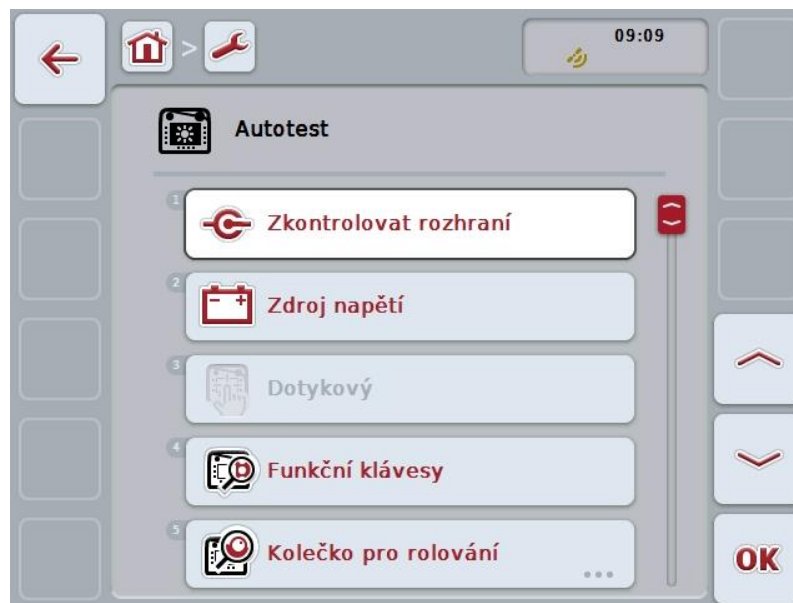 09:09
Autotest
1
Zkontrolovat rozhraní
2
Zdroj napětí
3
Dotykový
4
Funkční klávesy
5
Kolečko pro rolování
OK